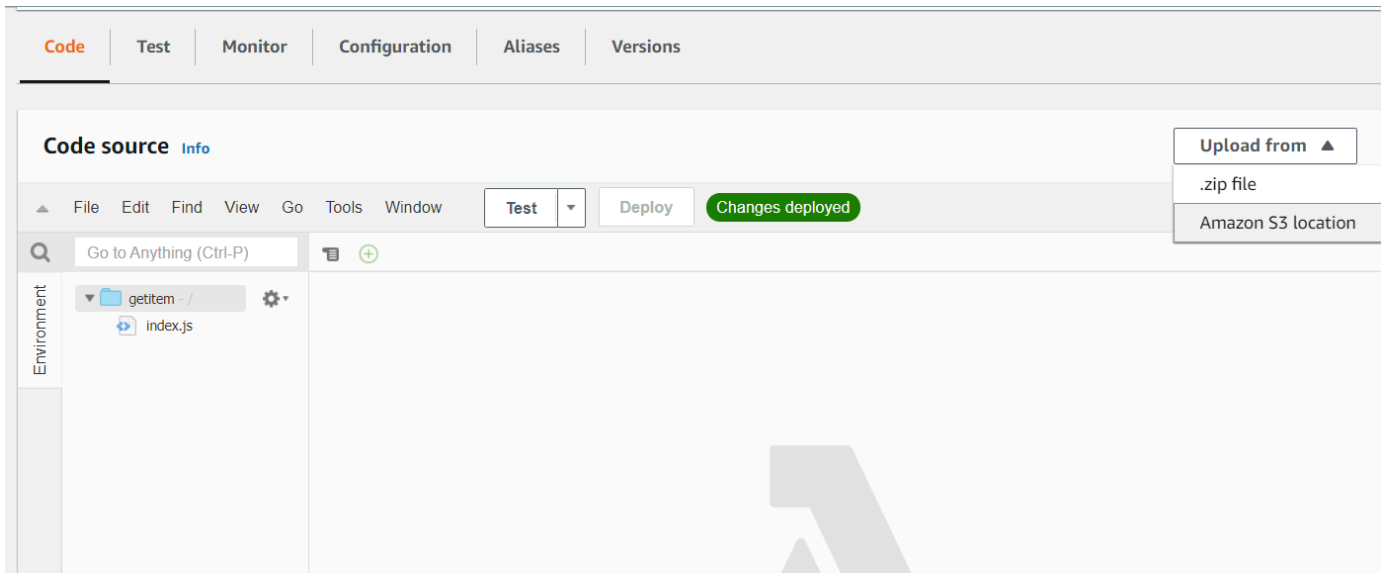 Code Test Monitor Configuration Aliases Versions
Code source Info
Upload from
.zip file
Amazon S3 location
File Edit Find View Go Tools Window Test Deploy Changes deployed
Go to Anything (Ctrl-P)
Environment
getitem - /
index.js